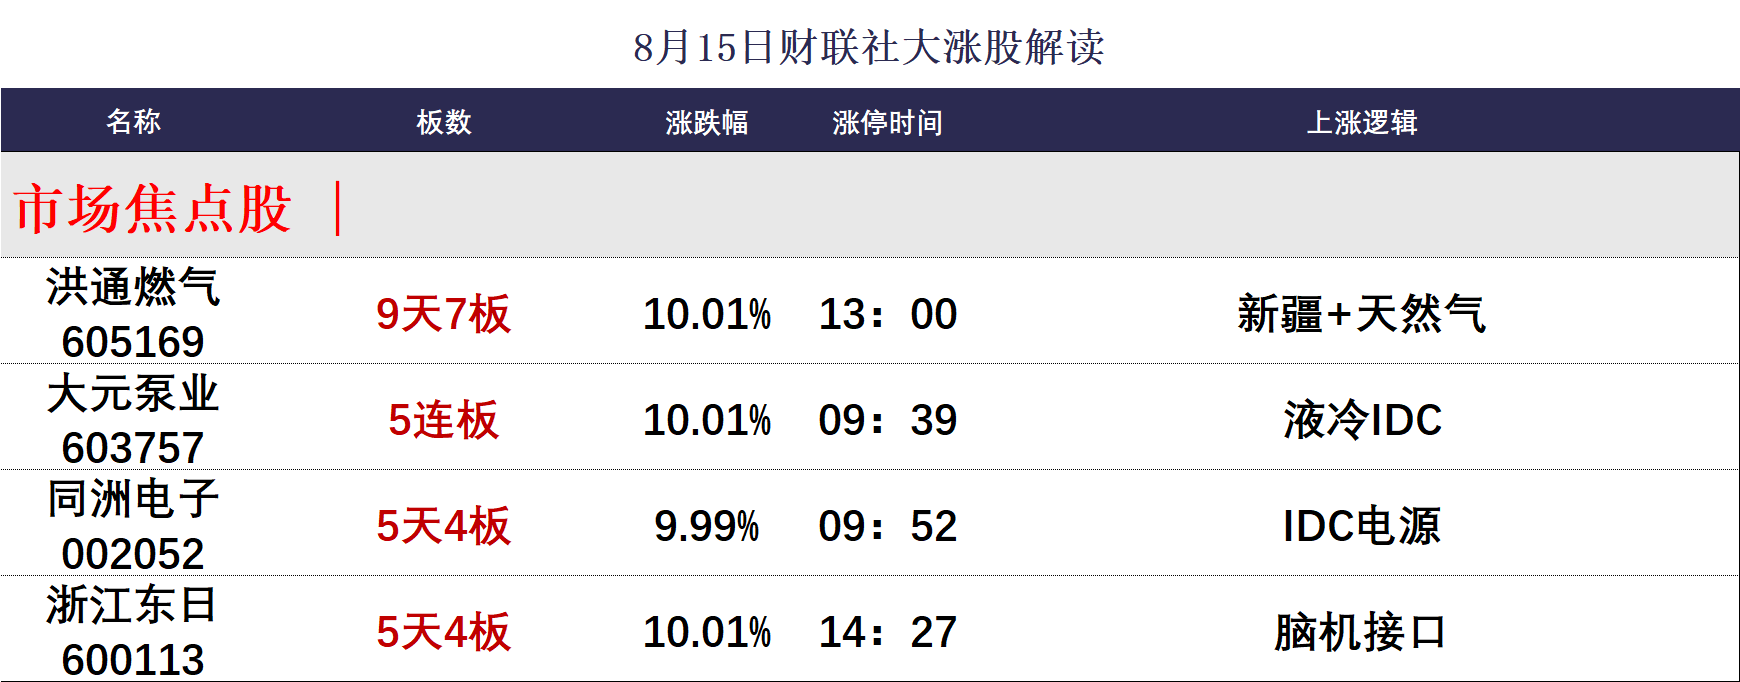 8月15日财联社大涨股解读
名称 板数 涨跌幅 涨停时间 上涨逻辑
市场焦点股 |
洪通燃气
605169 9天7板 10.01% 13：00 新疆+天然气
大元泵业
603757 5连板 10.01% 09：39 液冷IDC
同洲电子
002052 5天4板 9.99% 09：52 IDC电源
浙江东日
600113 5天4板 10.01% 14：27 脑机接口